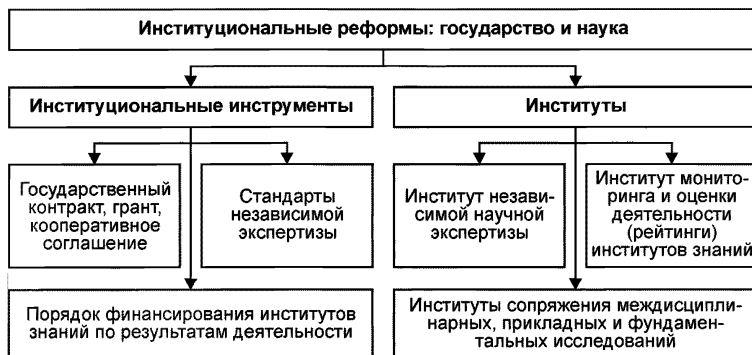 Институциональные реформы: государство и наука
Институциональные инструменты
Институты
Государственный
контракт, грант,
кооперативное
соглашение
Стандарты
независимой
экспертизы
Институт незави-
симой научной
экспертизы
Институт монито-
ринга и оценки
деятельности
(рейтинги)
институтов знаний
Порядок финансирования институтов
знаний по результатам деятельности
Институты сопряжения междисципли-
нарных, прикладных и фундамен-
тальных исследований